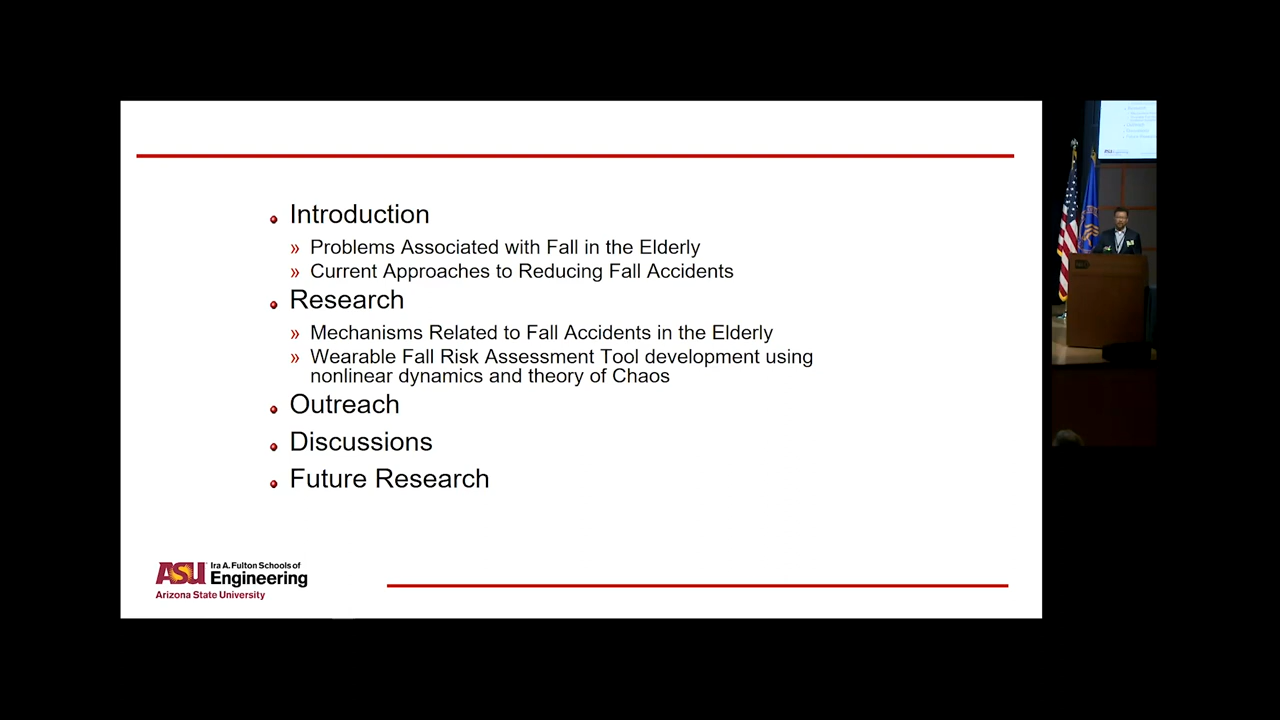 Introduction
» Problems Associated with Fall in the Elderly
» Current Approaches to Reducing Fall Accidents
Research
» Mechanisms Related to Fall Accidents in the Elderly
» Wearable Fall Risk Assessment Tool development using
nonlinear dynamics and theory of Chaos
Outreach
Discussions
Future Research
ASU Ira A. Fulton Schools of
Engineering
Arizona State University